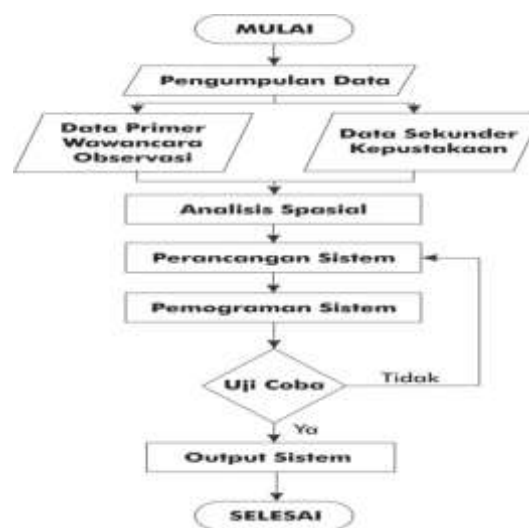 MULAI
Pengumpulan Data
Data Primer
Wawancara
Observasi
Data Sekunder
Kepustakaan
Analisis Spasial
Perancangan Sistem
Pemograman Sistem
Uji Coba
Tidak
Ya
Output Sistem
SELESAI